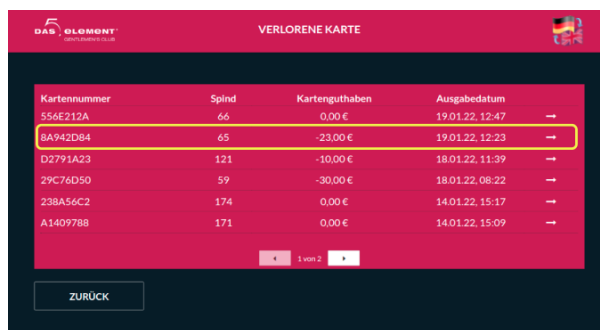 5
DAS ELEMENT
GENTLEMEN'S CLUB
VERLORENE KARTE
Kartennummer Spind Kartenguthaben Ausgabedatum
556E212A 66 0,00 € 19.01.22, 12:47 →
8A942D84 65 -23,00 € 19.01.22, 12:23 →
D2791A23 121 -10,00 € 18.01.22, 11:39 →
29C76D50 59 -30,00 € 18.01.22, 08:22 →
238A56C2 174 0,00 € 14.01.22, 15:17 →
A1409788 171 0,00 € 14.01.22, 15:09 →
1 von 2
ZURÜCK